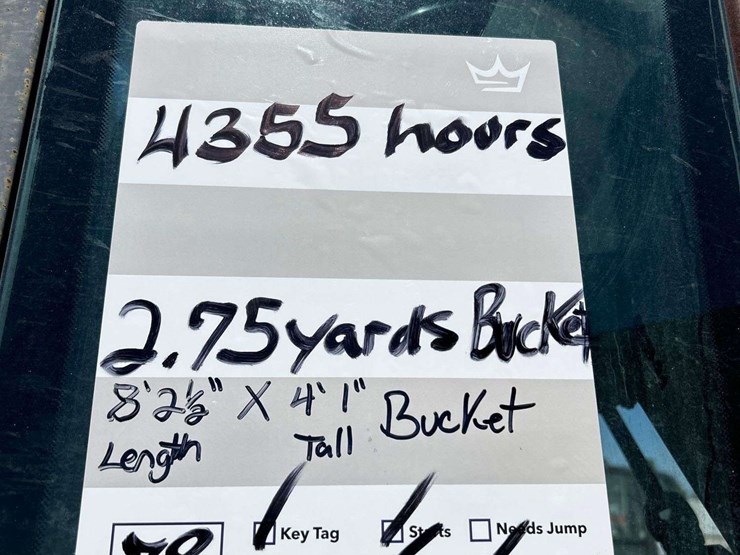 4355 hours
2.75 yards Bucket
8'2½" X 4'1" Bucket
Length Tall
Key Tag Starts Needs Jump